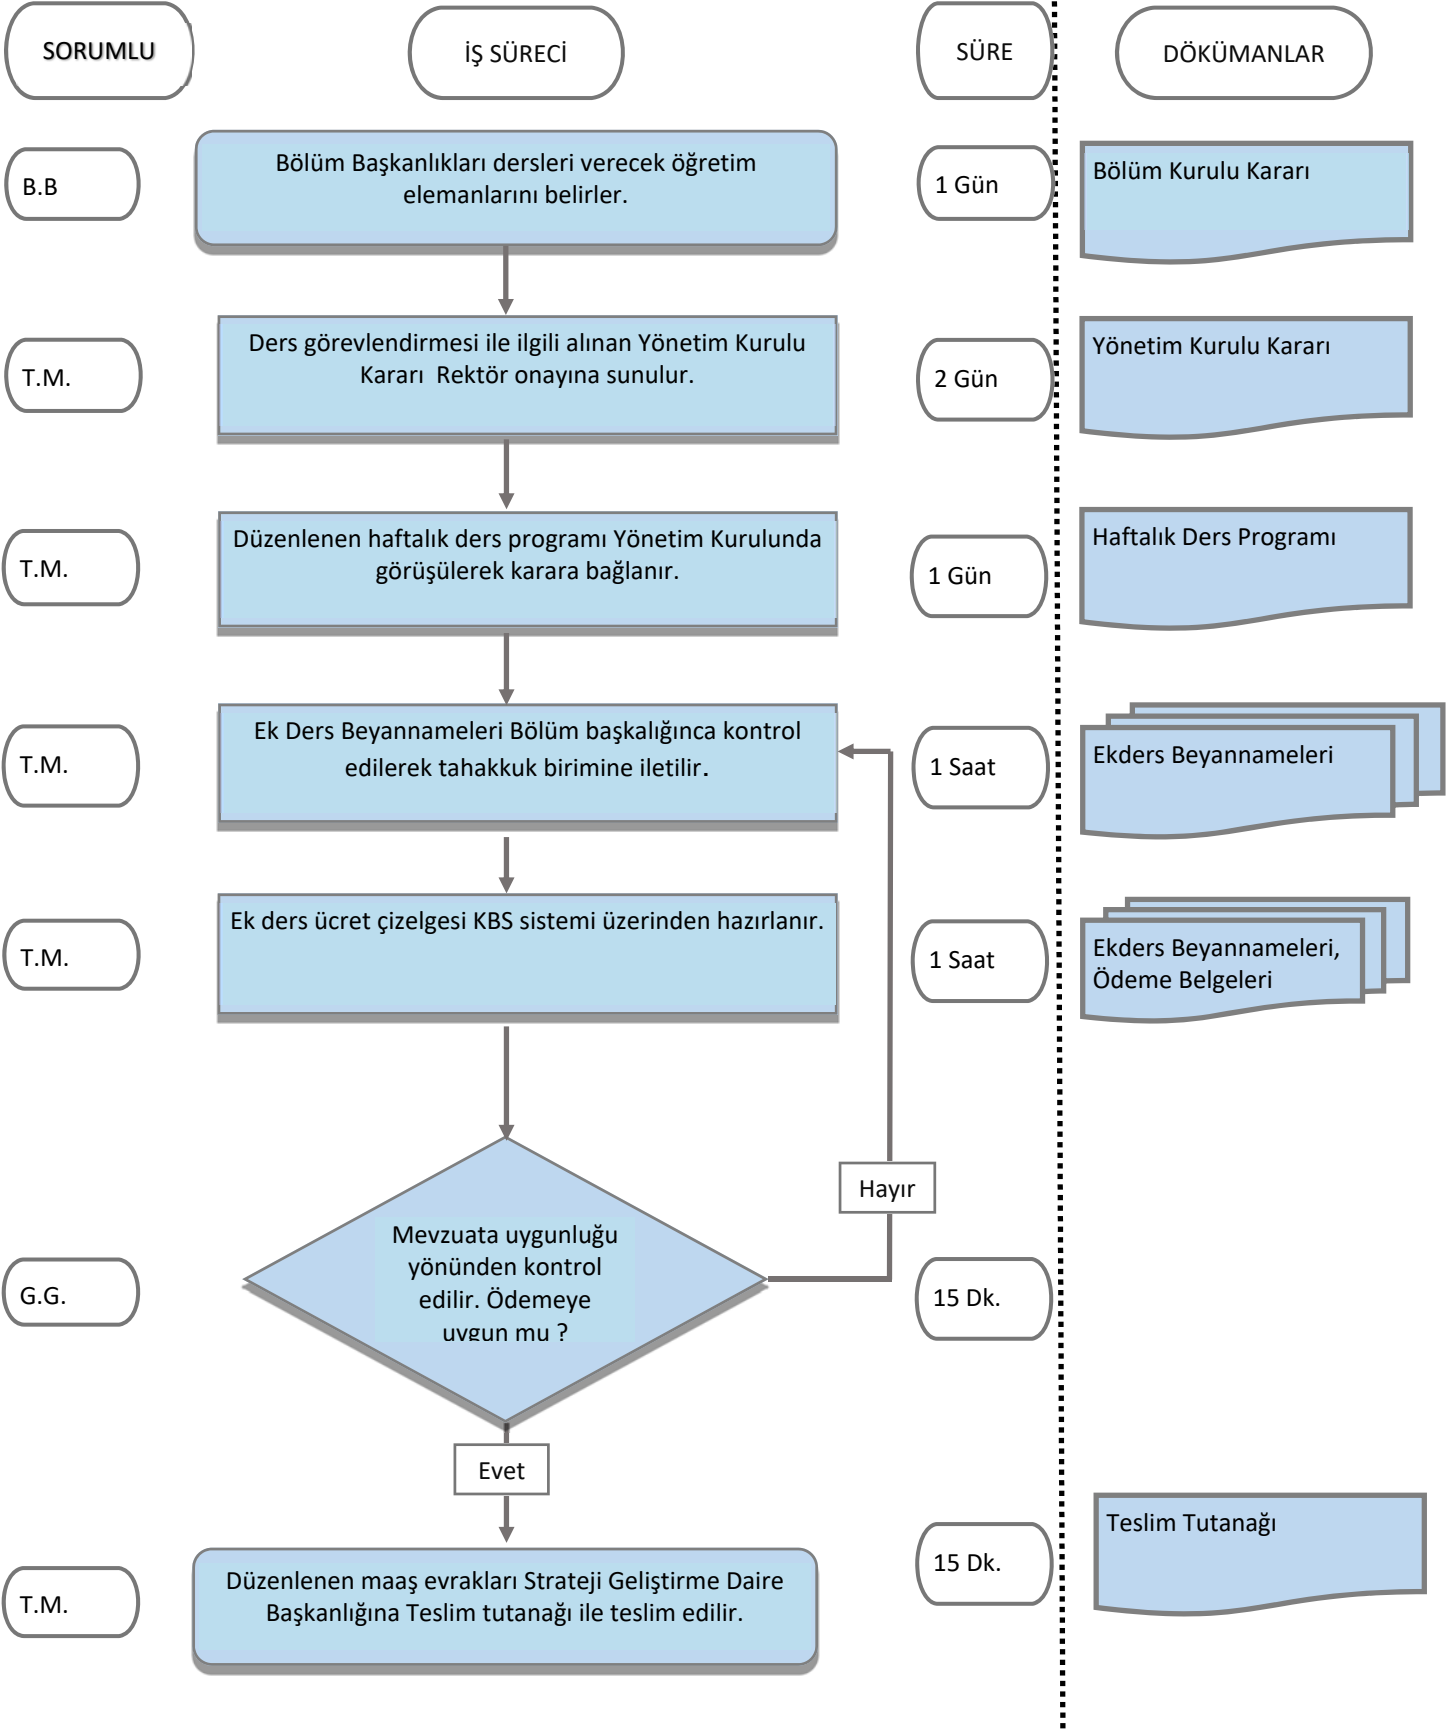 SORUMLU
İŞ SÜRECİ
SÜRE
DÖKÜMANLAR
B.B
Bölüm Başkanlıkları dersleri verecek öğretim
elemanlarını belirler.
1 Gün
Bölüm Kurulu Kararı
T.M.
Ders görevlendirmesi ile ilgili alınan Yönetim Kurulu
Kararı Rektör onayına sunulur.
2 Gün
Yönetim Kurulu Kararı
T.M.
Düzenlenen haftalık ders programı Yönetim Kurulunda
görüşülerek karara bağlanır.
1 Gün
Haftalık Ders Programı
T.M.
Ek Ders Beyannameleri Bölüm başkalığınca kontrol
edilerek tahakkuk birimine iletilir.
1 Saat
Ekders Beyannameleri
T.M.
Ek ders ücret çizelgesi KBS sistemi üzerinden hazırlanır.
1 Saat
Ekders Beyannameleri,
Ödeme Belgeleri
Hayır
G.G.
Mevzuata uygunluğu
yönünden kontrol
edilir. Ödemeye
uygun mu ?
15 Dk.
Evet
T.M.
Düzenlenen maaş evrakları Strateji Geliştirme Daire
Başkanlığına Teslim tutanağı ile teslim edilir.
15 Dk.
Teslim Tutanağı